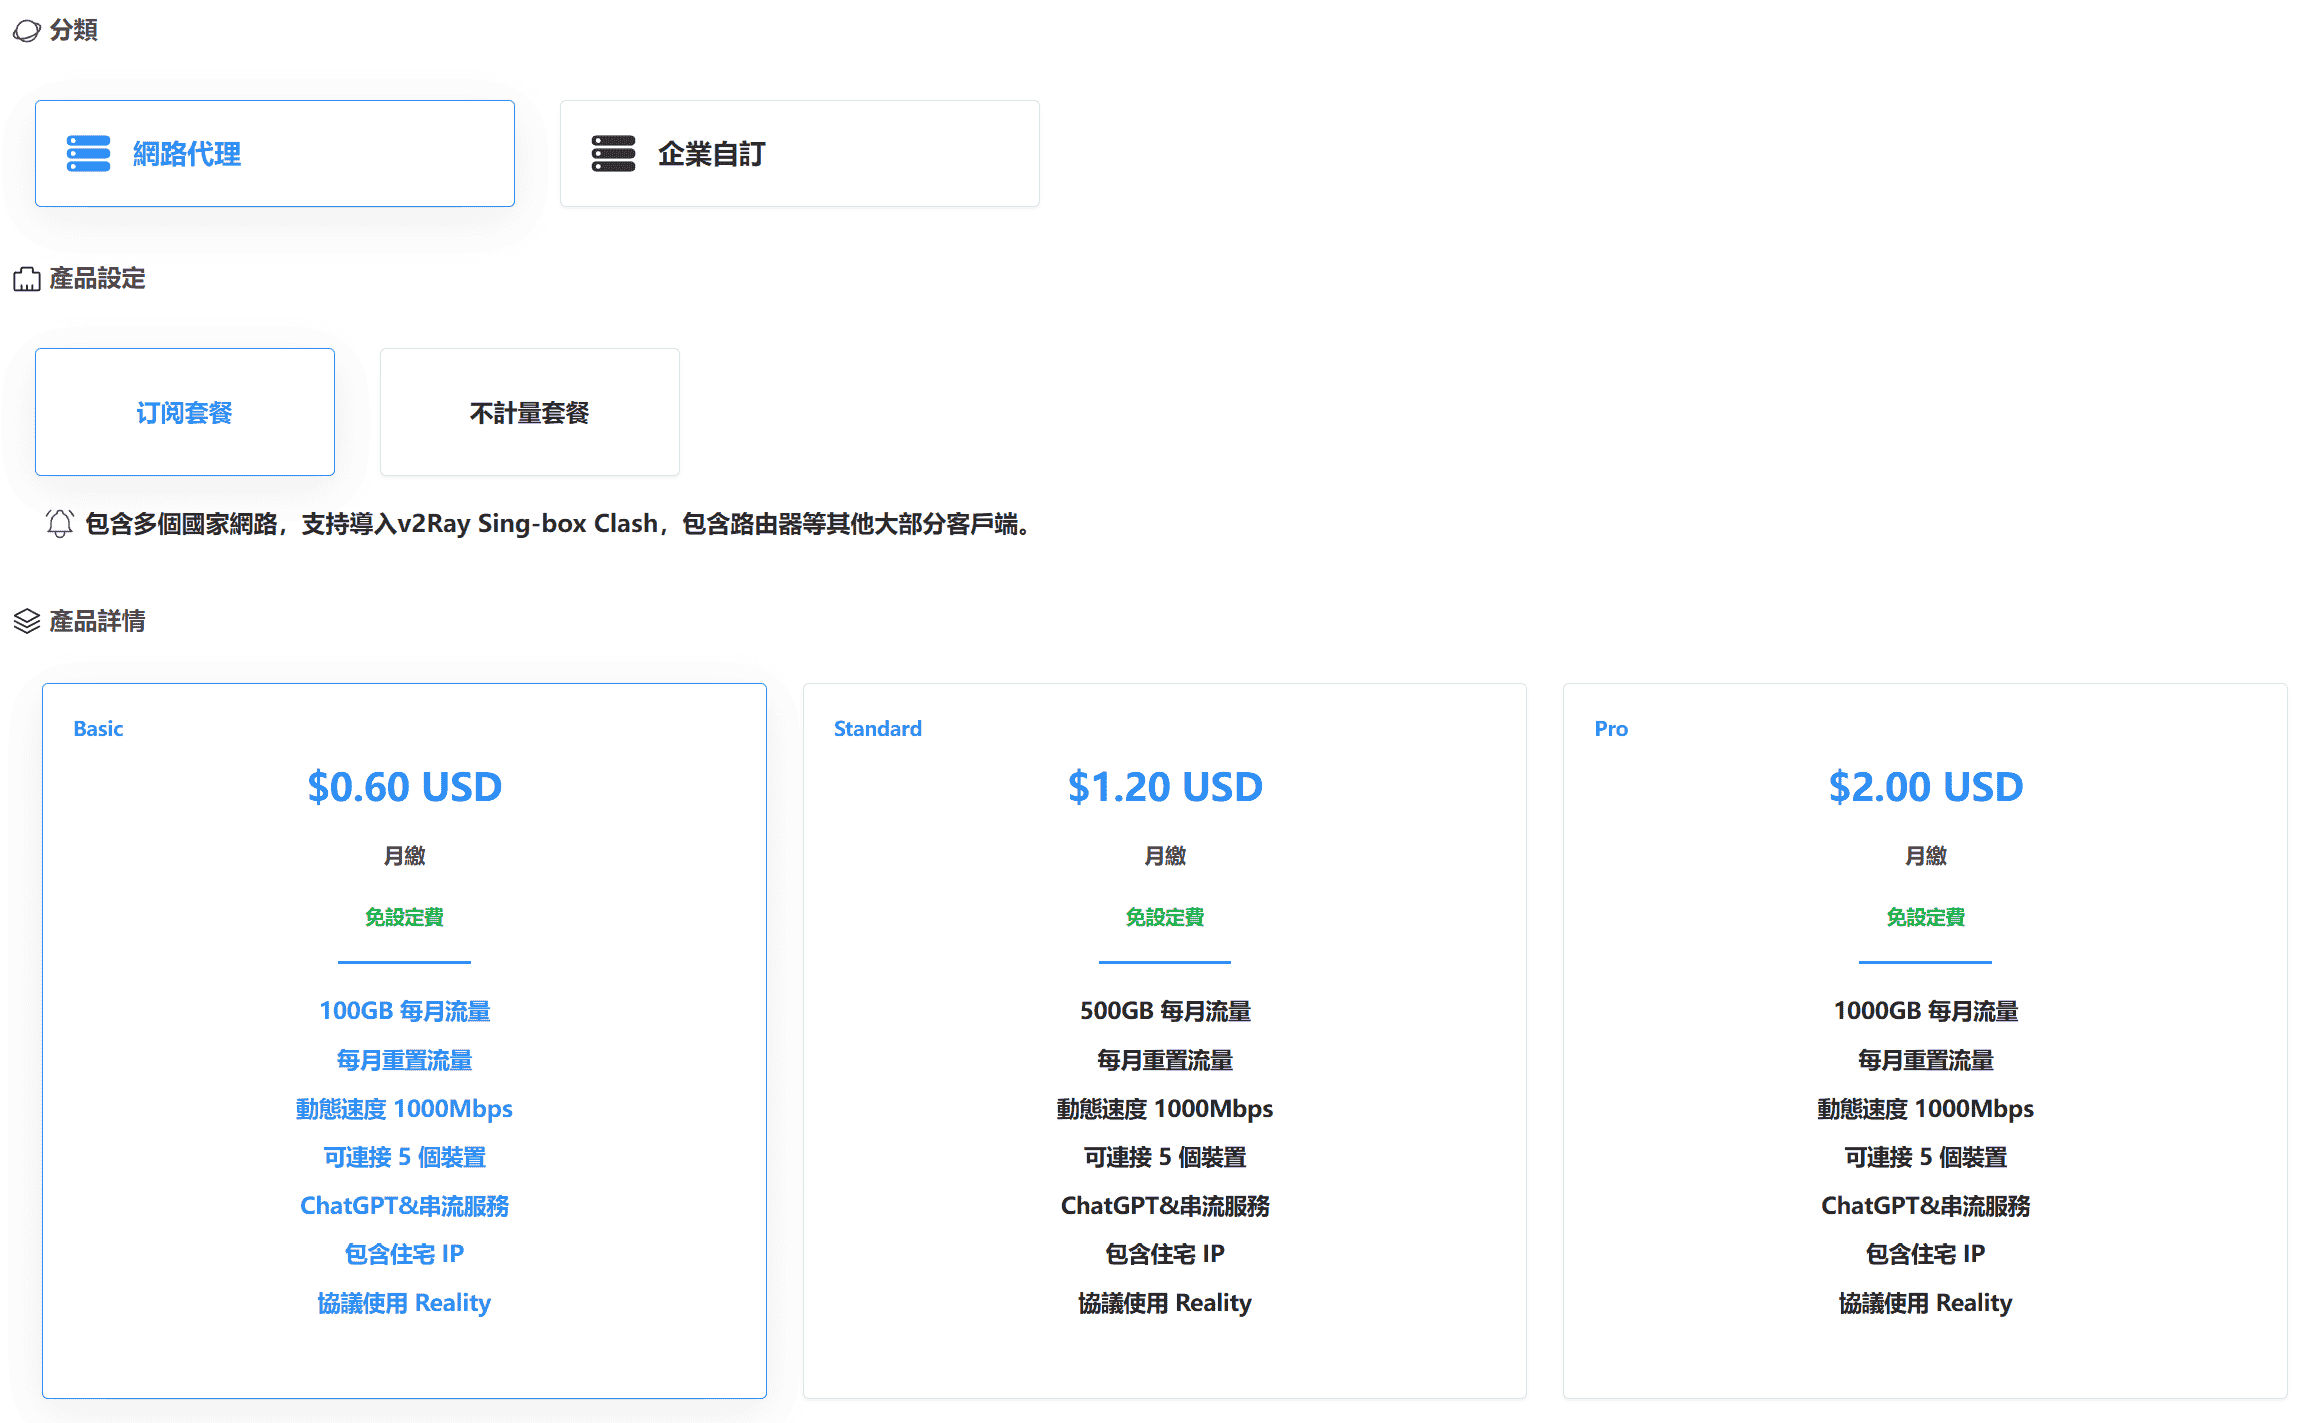 分類
網路代理
企業自訂
產品設定
订阅套餐
不計量套餐
包含多個國家網路，支持導入v2Ray Sing-box Clash，包含路由器等其他大部分客戶端。
產品詳情
Basic
$0.60 USD
月繳
免設定費
100GB 每月流量
每月重置流量
動態速度 1000Mbps
可連接 5 個裝置
ChatGPT&串流服務
包含住宅 IP
協議使用 Reality
Standard
$1.20 USD
月繳
免設定費
500GB 每月流量
每月重置流量
動態速度 1000Mbps
可連接 5 個裝置
ChatGPT&串流服務
包含住宅 IP
協議使用 Reality
Pro
$2.00 USD
月繳
免設定費
1000GB 每月流量
每月重置流量
動態速度 1000Mbps
可連接 5 個裝置
ChatGPT&串流服務
包含住宅 IP
協議使用 Reality